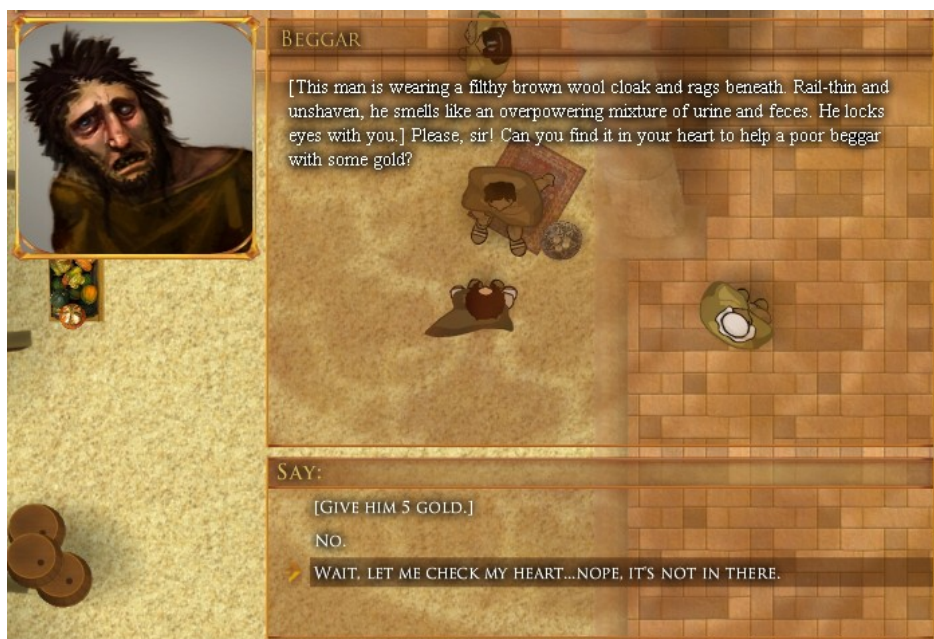 BEGGAR
[This man is wearing a filthy brown wool cloak and rags beneath. Rail-thin and
unshaven, he smells like an overpowering mixture of urine and feces. He locks
eyes with you.] Please, sir! Can you find it in your heart to help a poor beggar
with some gold?
SAY:
[GIVE HIM 5 GOLD.]
NO.
WAIT, LET ME CHECK MY HEART...NOPE, IT'S NOT IN THERE.